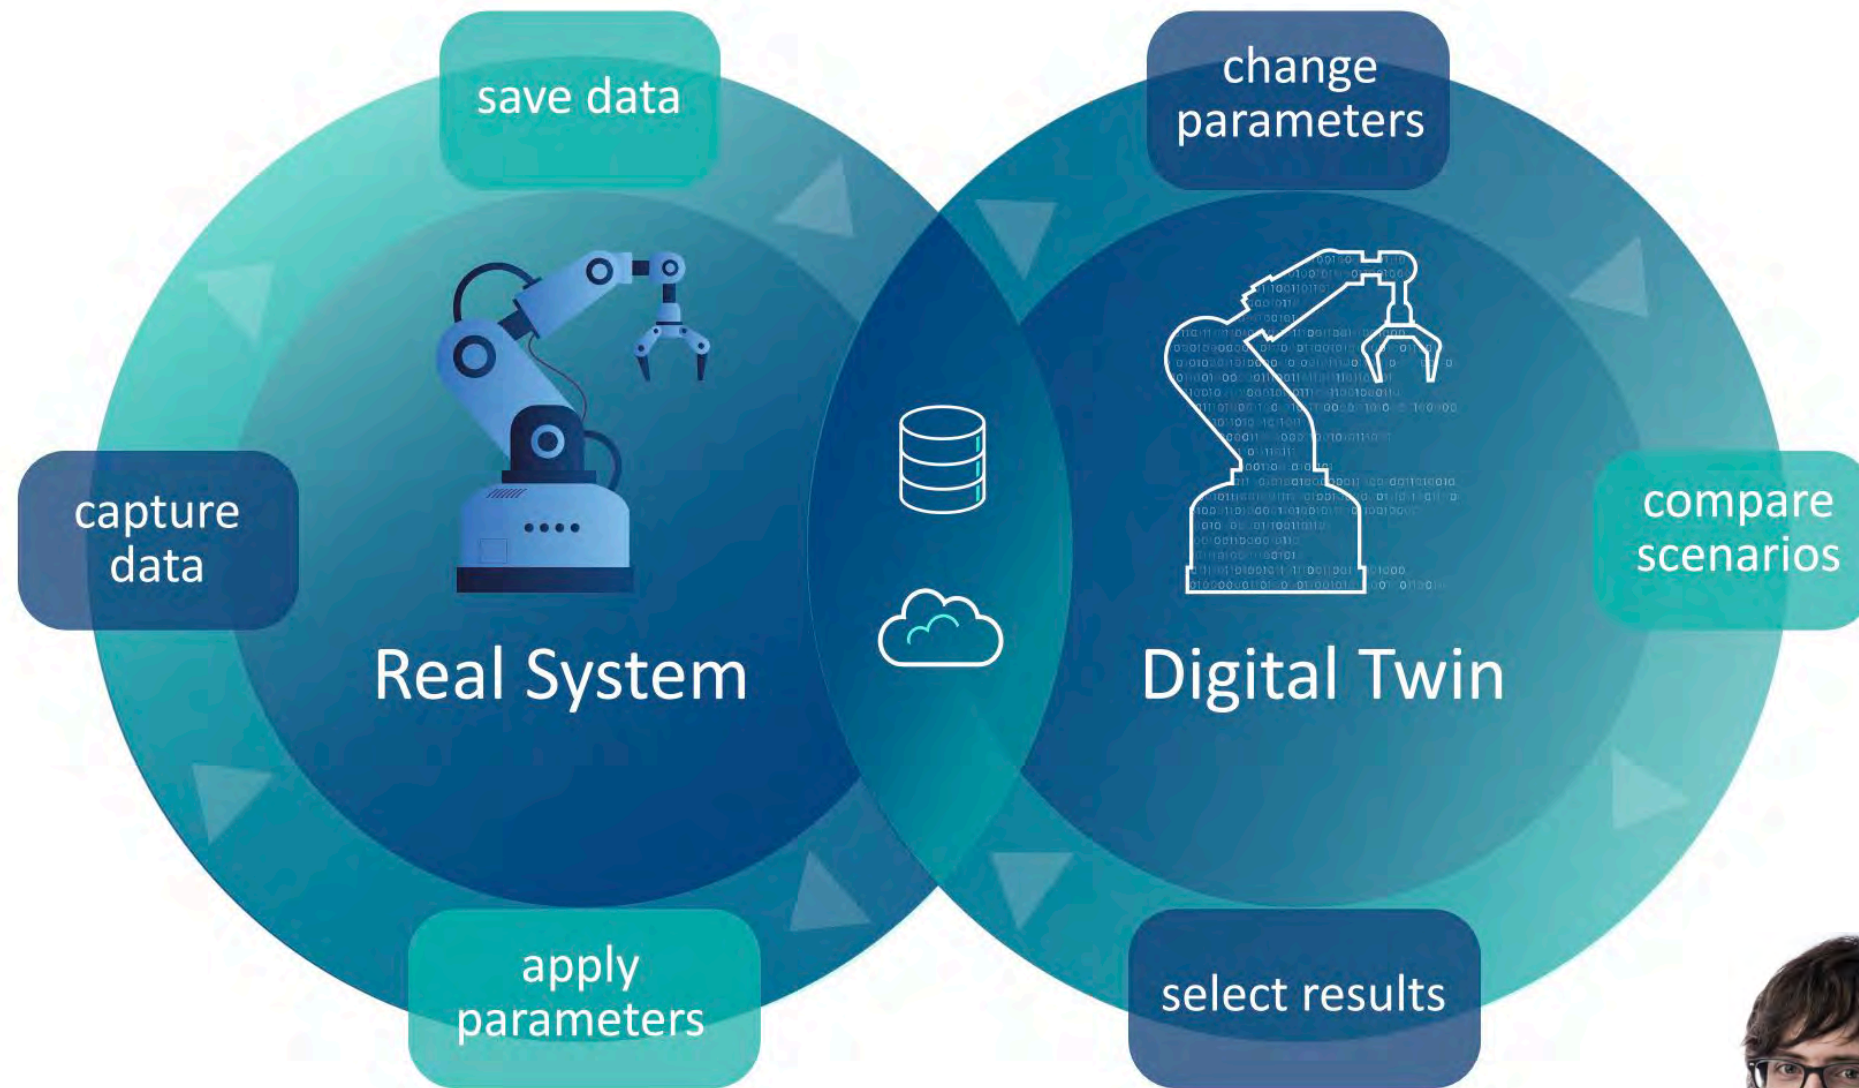 save data
change
parameters
capture
data
compare
scenarios
Real System
Digital Twin
apply
parameters
select results